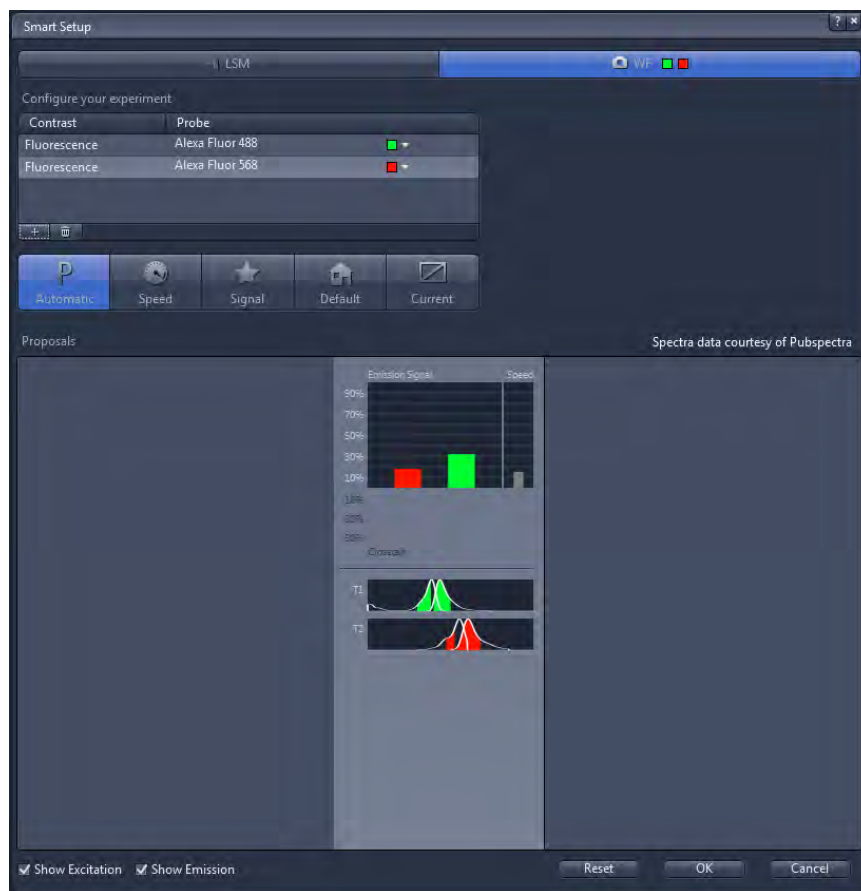 Smart Setup
? ×
LSM
WF
Configure your experiment
Contrast Probe
Fluorescence Alexa Fluor 488
Fluorescence Alexa Fluor 568
+
P
Automatic Speed Signal Default Current
Proposals Spectra data courtesy of Pubspectra
Emission Signal Speed
90%
70%
50%
30%
10%
10%
Crosstalk
T1
T2
Show Excitation Show Emission Reset OK Cancel